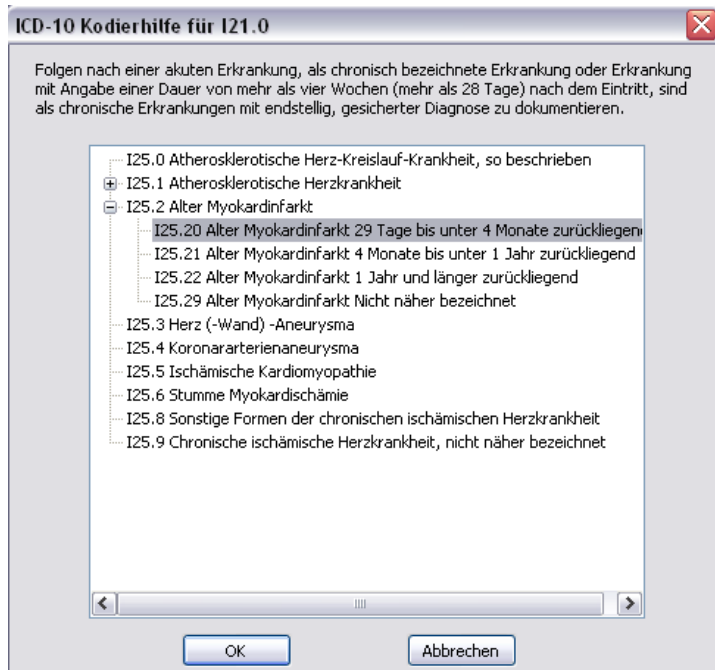 ICD-10 Kodierhilfe für I21.0
Folgen nach einer akuten Erkrankung, als chronisch bezeichnete Erkrankung oder Erkrankung
mit Angabe einer Dauer von mehr als vier Wochen (mehr als 28 Tage) nach dem Eintritt, sind
als chronische Erkrankungen mit endstellig, gesicherter Diagnose zu dokumentieren.
I25.0 Atherosklerotische Herz-Kreislauf-Krankheit, so beschrieben
I25.1 Atherosklerotische Herzkrankheit
I25.2 Alter Myokardinfarkt
I25.20 Alter Myokardinfarkt 29 Tage bis unter 4 Monate zurückliegen
I25.21 Alter Myokardinfarkt 4 Monate bis unter 1 Jahr zurückliegend
I25.22 Alter Myokardinfarkt 1 Jahr und länger zurückliegend
I25.29 Alter Myokardinfarkt Nicht näher bezeichnet
I25.3 Herz (-Wand) -Aneurysma
I25.4 Koronararterienaneurysma
I25.5 Ischämische Kardiomyopathie
I25.6 Stumme Myokardischämie
I25.8 Sonstige Formen der chronischen ischämischen Herzkrankheit
I25.9 Chronische ischämische Herzkrankheit, nicht näher bezeichnet
OK
Abbrechen